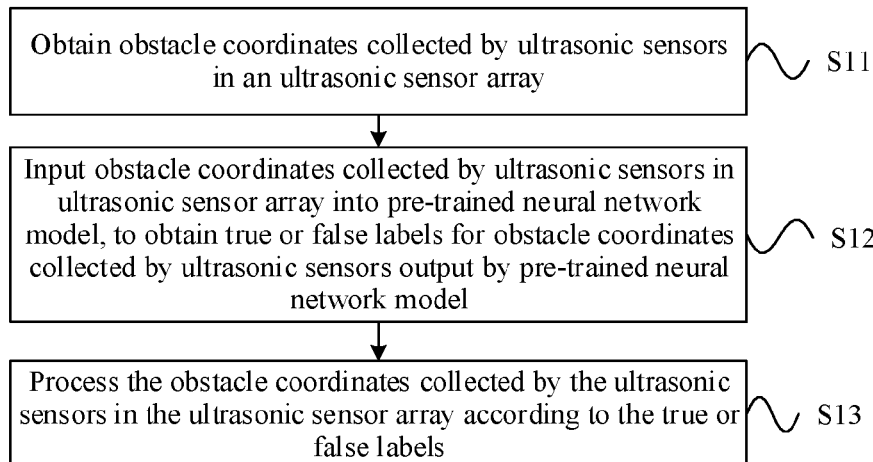 Obtain obstacle coordinates collected by ultrasonic sensors
in an ultrasonic sensor array
S11
Input obstacle coordinates collected by ultrasonic sensors in
ultrasonic sensor array into pre-trained neural network
model, to obtain true or false labels for obstacle coordinates
collected by ultrasonic sensors output by pre-trained neural
network model
S12
Process the obstacle coordinates collected by the ultrasonic
sensors in the ultrasonic sensor array according to the true or
false labels
S13